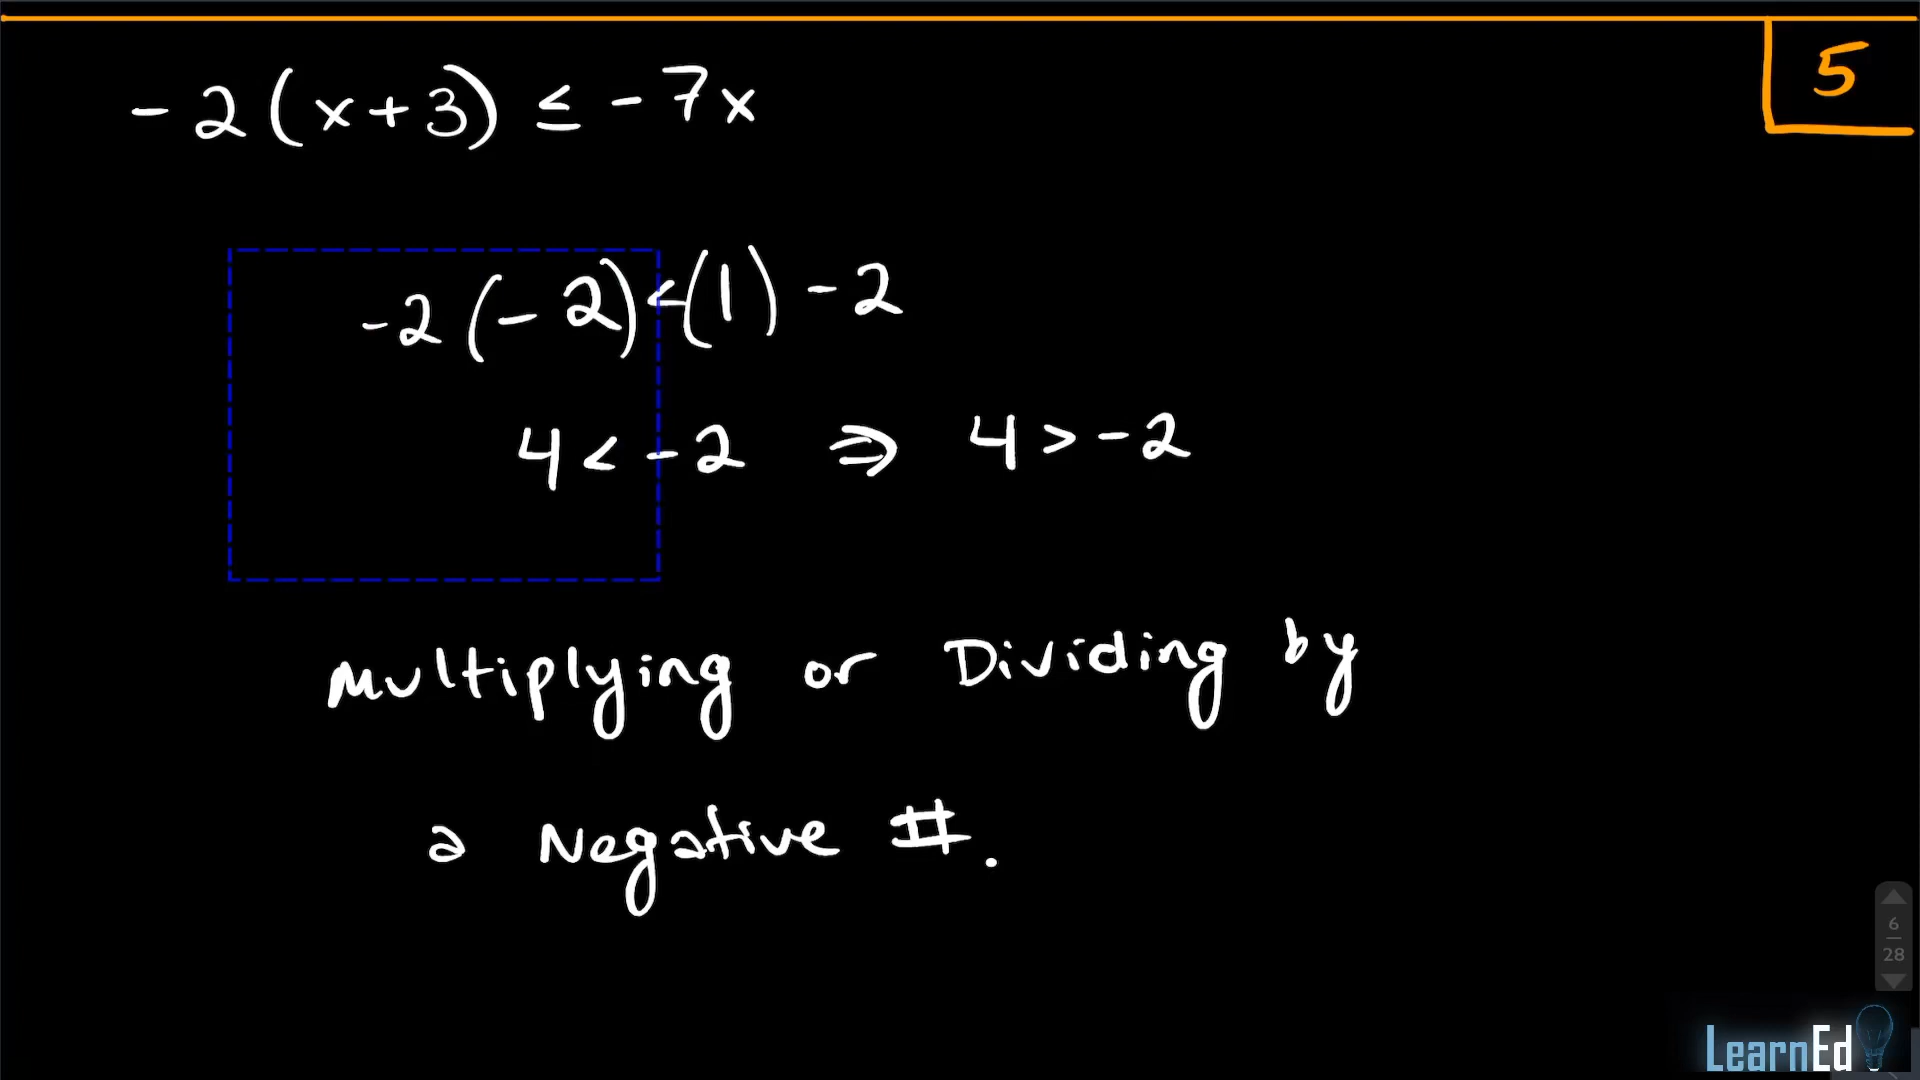 5
-2(x+3) ≤ -7x
-2(-2)<(1)-2
4 < -2 ⇒ 4 > -2
Multiplying or Dividing by
a Negative #.
6
28
LearnEd